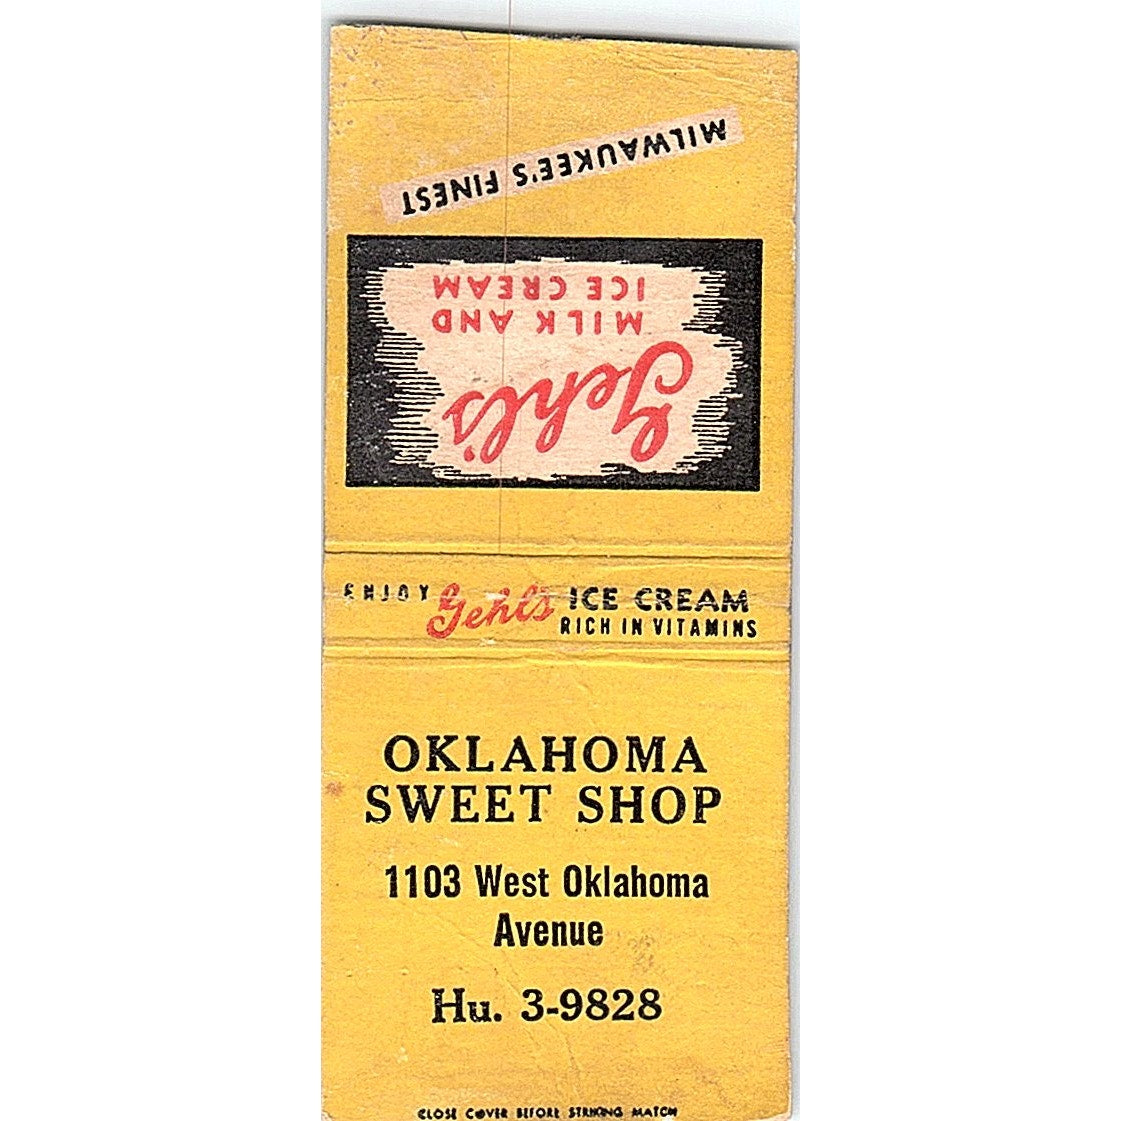 MILWAUKEE'S FINEST
Gehl's
MILK AND
ICE CREAM
ENJOY Gehl's ICE CREAM
RICH IN VITAMINS
OKLAHOMA
SWEET SHOP
1103 West Oklahoma
Avenue
Hu. 3-9828
CLOSE COVER BEFORE STRIKING MATCH